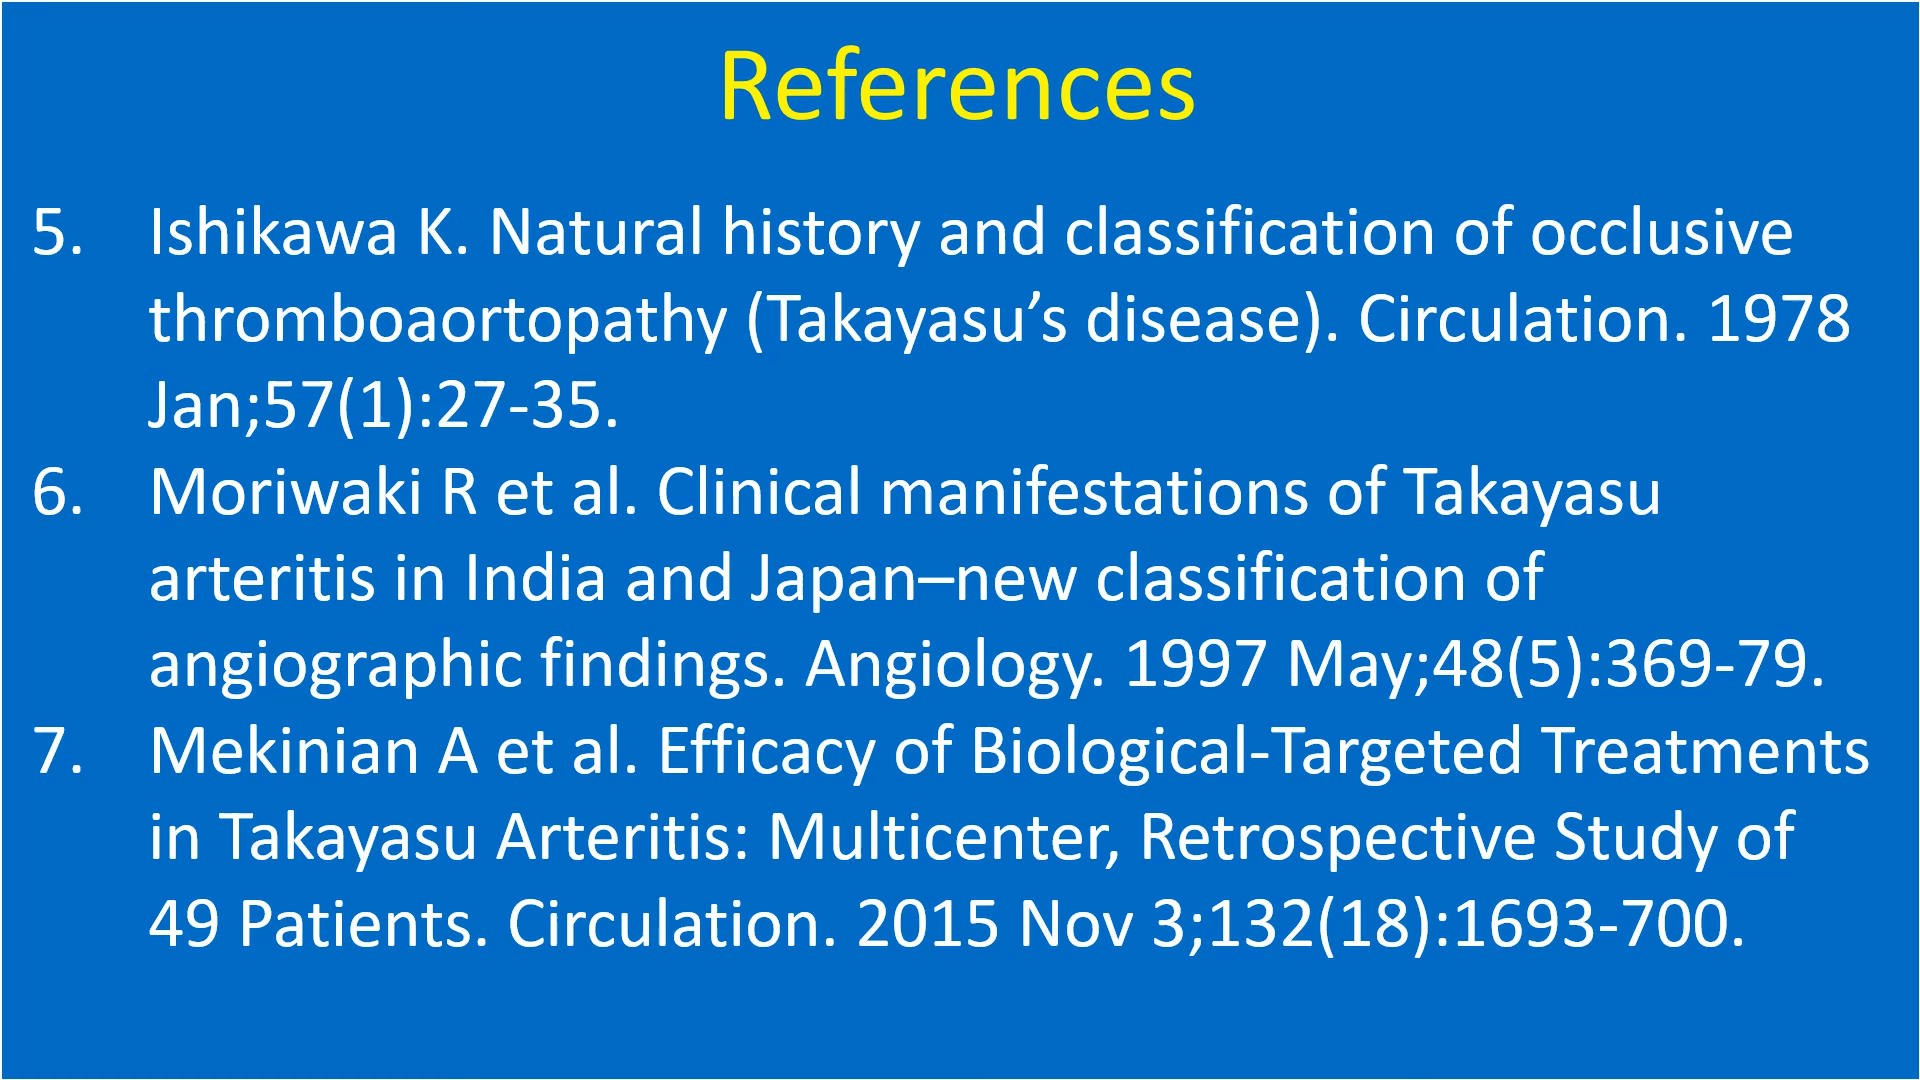 References
5. Ishikawa K. Natural history and classification of occlusive
thromboaortopathy (Takayasu’s disease). Circulation. 1978
Jan;57(1):27-35.
6. Moriwaki R et al. Clinical manifestations of Takayasu
arteritis in India and Japan–new classification of
angiographic findings. Angiology. 1997 May;48(5):369-79.
7. Mekinian A et al. Efficacy of Biological-Targeted Treatments
in Takayasu Arteritis: Multicenter, Retrospective Study of
49 Patients. Circulation. 2015 Nov 3;132(18):1693-700.